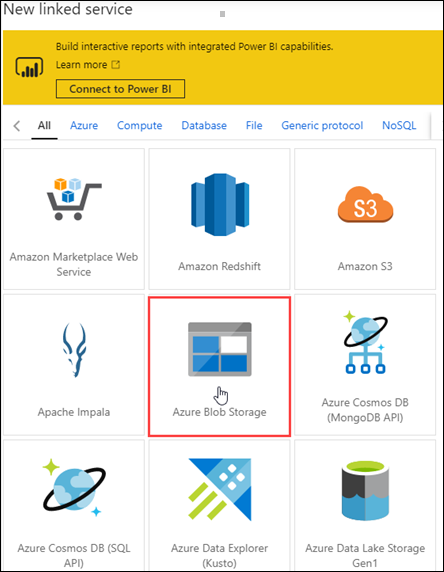 New linked service
Build interactive reports with integrated Power BI capabilities.
Learn more
Connect to Power BI
All Azure Compute Database File Generic protocol NoSQL
Amazon Marketplace Web
Service
Amazon Redshift
S3
Amazon S3
Apache Impala
Azure Blob Storage
Azure Cosmos DB
(MongoDB API)
Azure Cosmos DB (SQL
API)
Azure Data Explorer
(Kusto)
Azure Data Lake Storage
Gen1